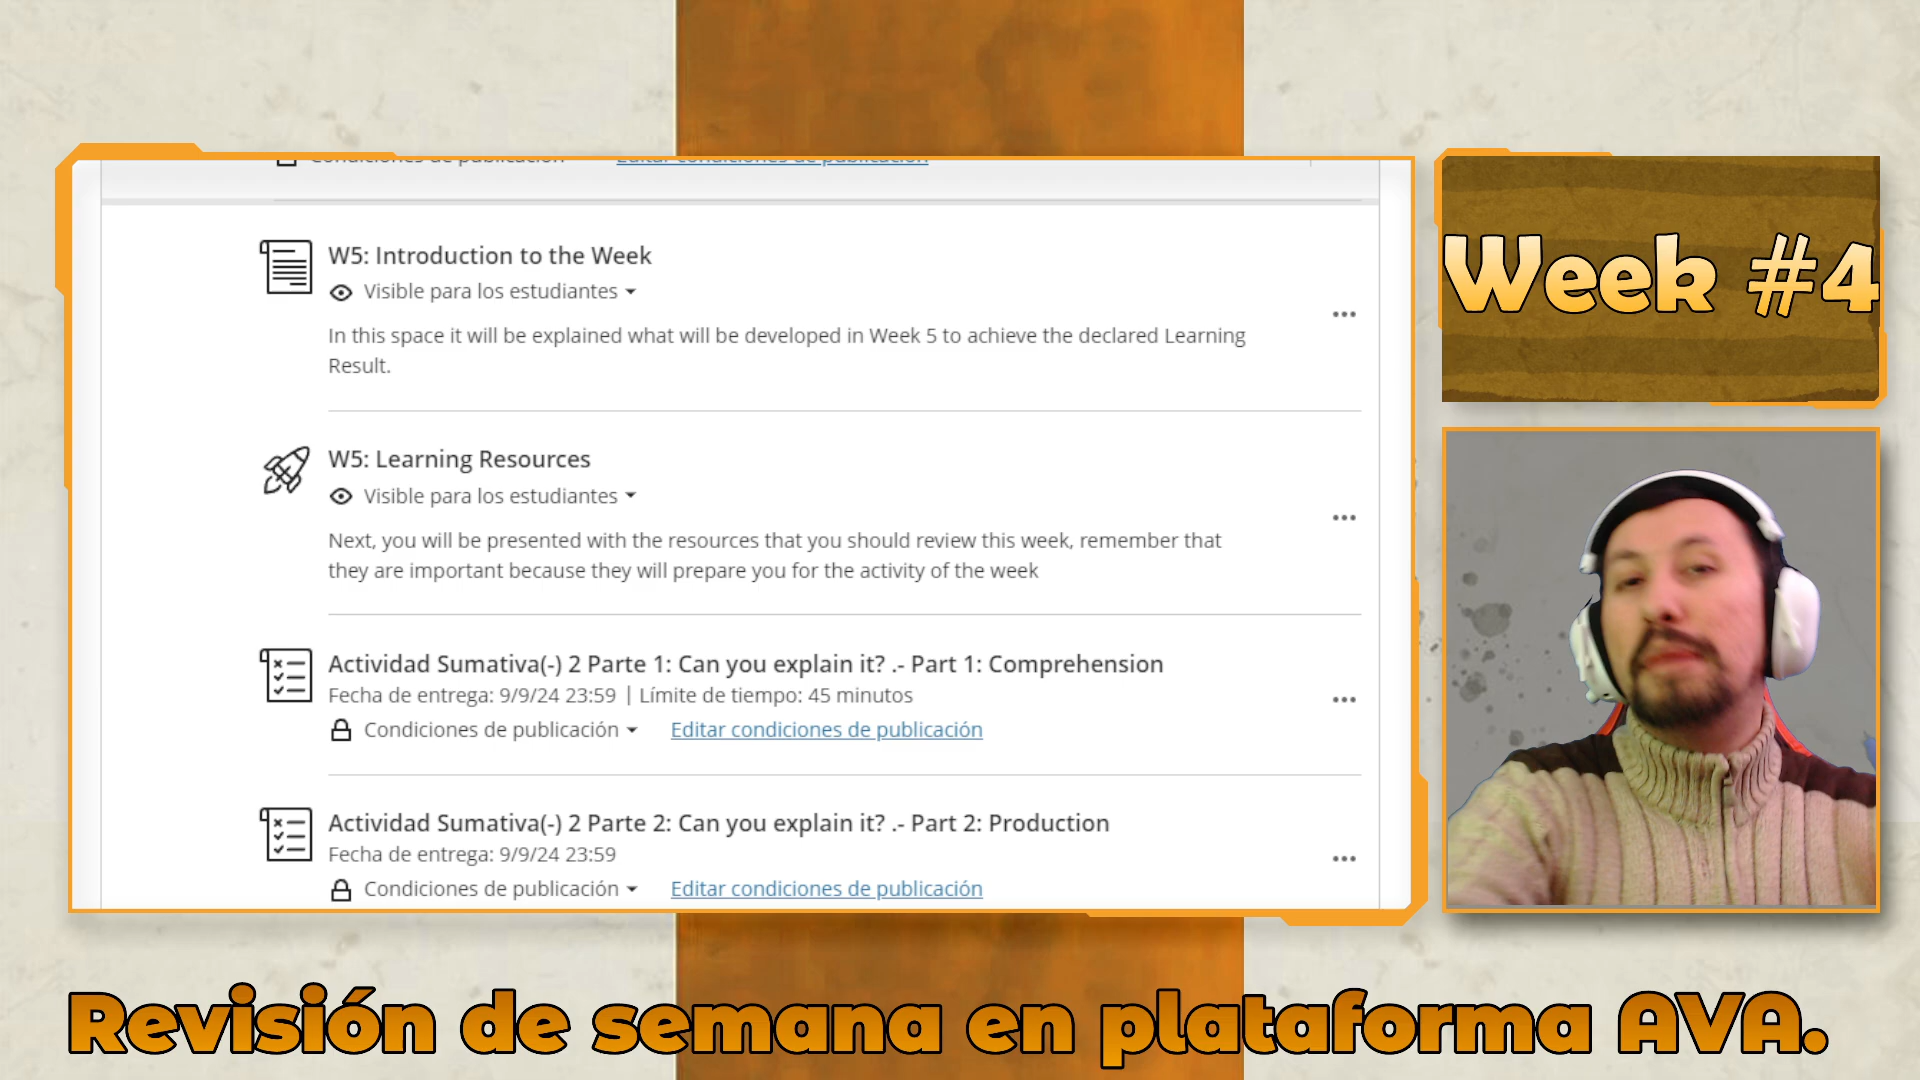 Condiciones de publicación Editar condiciones de publicación
W5: Introduction to the Week
Visible para los estudiantes
In this space it will be explained what will be developed in Week 5 to achieve the declared Learning
Result.
W5: Learning Resources
Visible para los estudiantes
Next, you will be presented with the resources that you should review this week, remember that
they are important because they will prepare you for the activity of the week
Actividad Sumativa(-) 2 Parte 1: Can you explain it? .- Part 1: Comprehension
Fecha de entrega: 9/9/24 23:59 | Límite de tiempo: 45 minutos
Condiciones de publicación Editar condiciones de publicación
Actividad Sumativa(-) 2 Parte 2: Can you explain it? .- Part 2: Production
Fecha de entrega: 9/9/24 23:59
Condiciones de publicación Editar condiciones de publicación
Week #4
Revisión de semana en plataforma AVA.